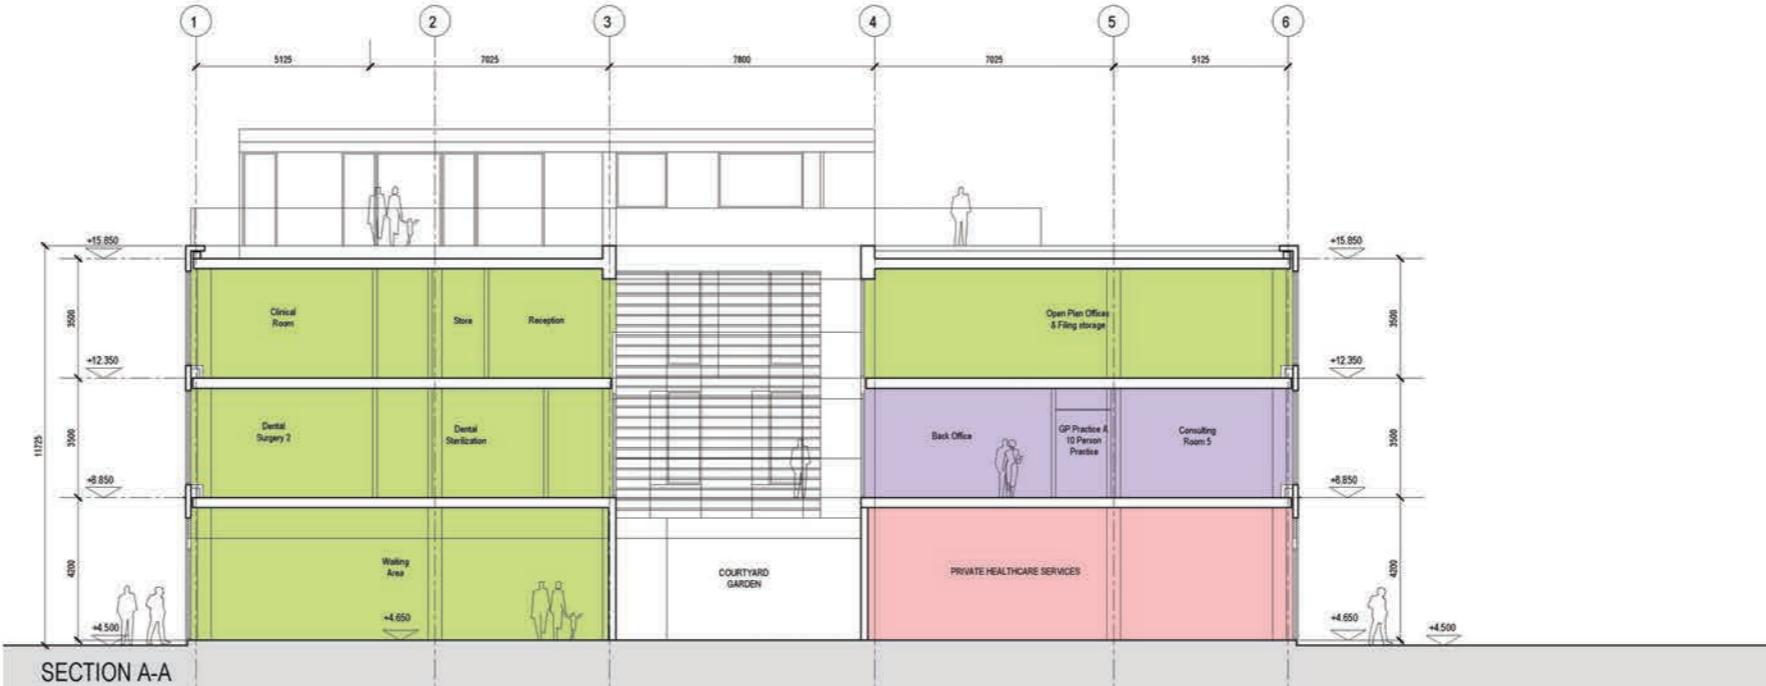 1 2 3 4 5 6
5125 7025 7800 7025 5125
+15.850 +15.850
Clinical
Room
Store
Reception
Open Plan Offices
& Filing storage
3500 3500
+12.350 +12.350
11725
3500 3500
Dental
Surgery 2
Dental
Sterilization
Back Office
GP Practice A
10 Person
Practice
Consulting
Room 5
+8.850 +8.850
4200 4200
Waiting
Area
COURTYARD
GARDEN
PRIVATE HEALTHCARE SERVICES
+4.500 +4.650 +4.650 +4.500
SECTION A-A